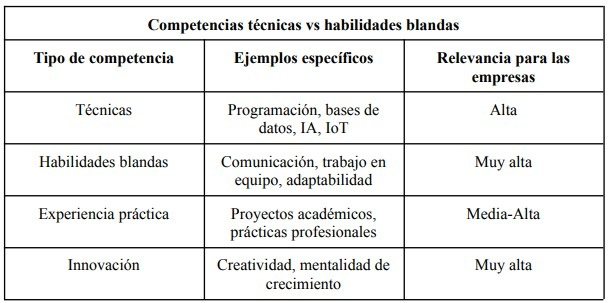 Competencias técnicas vs habilidades blandas
Tipo de competencia
Ejemplos específicos
Relevancia para las
empresas
Técnicas
Programación, bases de
datos, IA, IoT
Alta
Habilidades blandas
Comunicación, trabajo en
equipo, adaptabilidad
Muy alta
Experiencia práctica
Proyectos académicos,
prácticas profesionales
Media-Alta
Innovación
Creatividad, mentalidad de
crecimiento
Muy alta